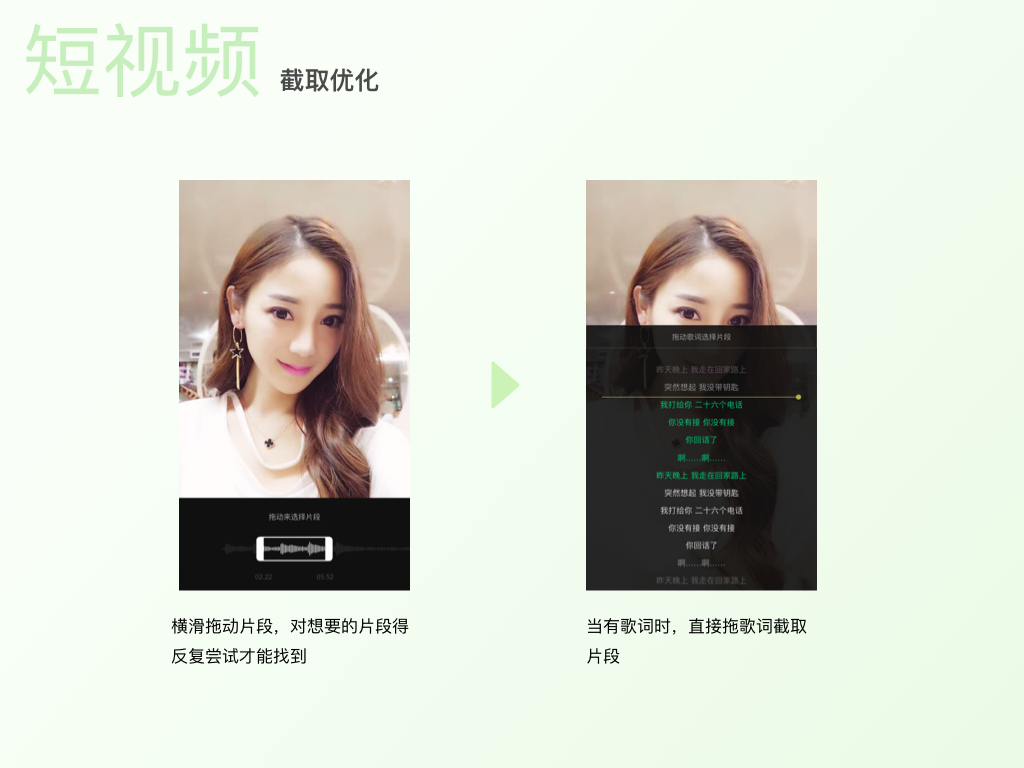 短视频 截取优化
拖动来选择片段
02:22 05:52
横滑拖动片段，对想要的片段得
反复尝试才能找到
拖动歌词选择片段
昨天晚上 我走在回家路上
突然想起 我没带钥匙
我打给你 二十六个电话
你没有接 你没有接
你回话了
啊……啊……
昨天晚上 我走在回家路上
突然想起 我没带钥匙
我打给你 二十六个电话
你没有接 你没有接
你回话了
啊……啊……
昨天晚上 我走在回家路上
当有歌词时，直接拖歌词截取
片段